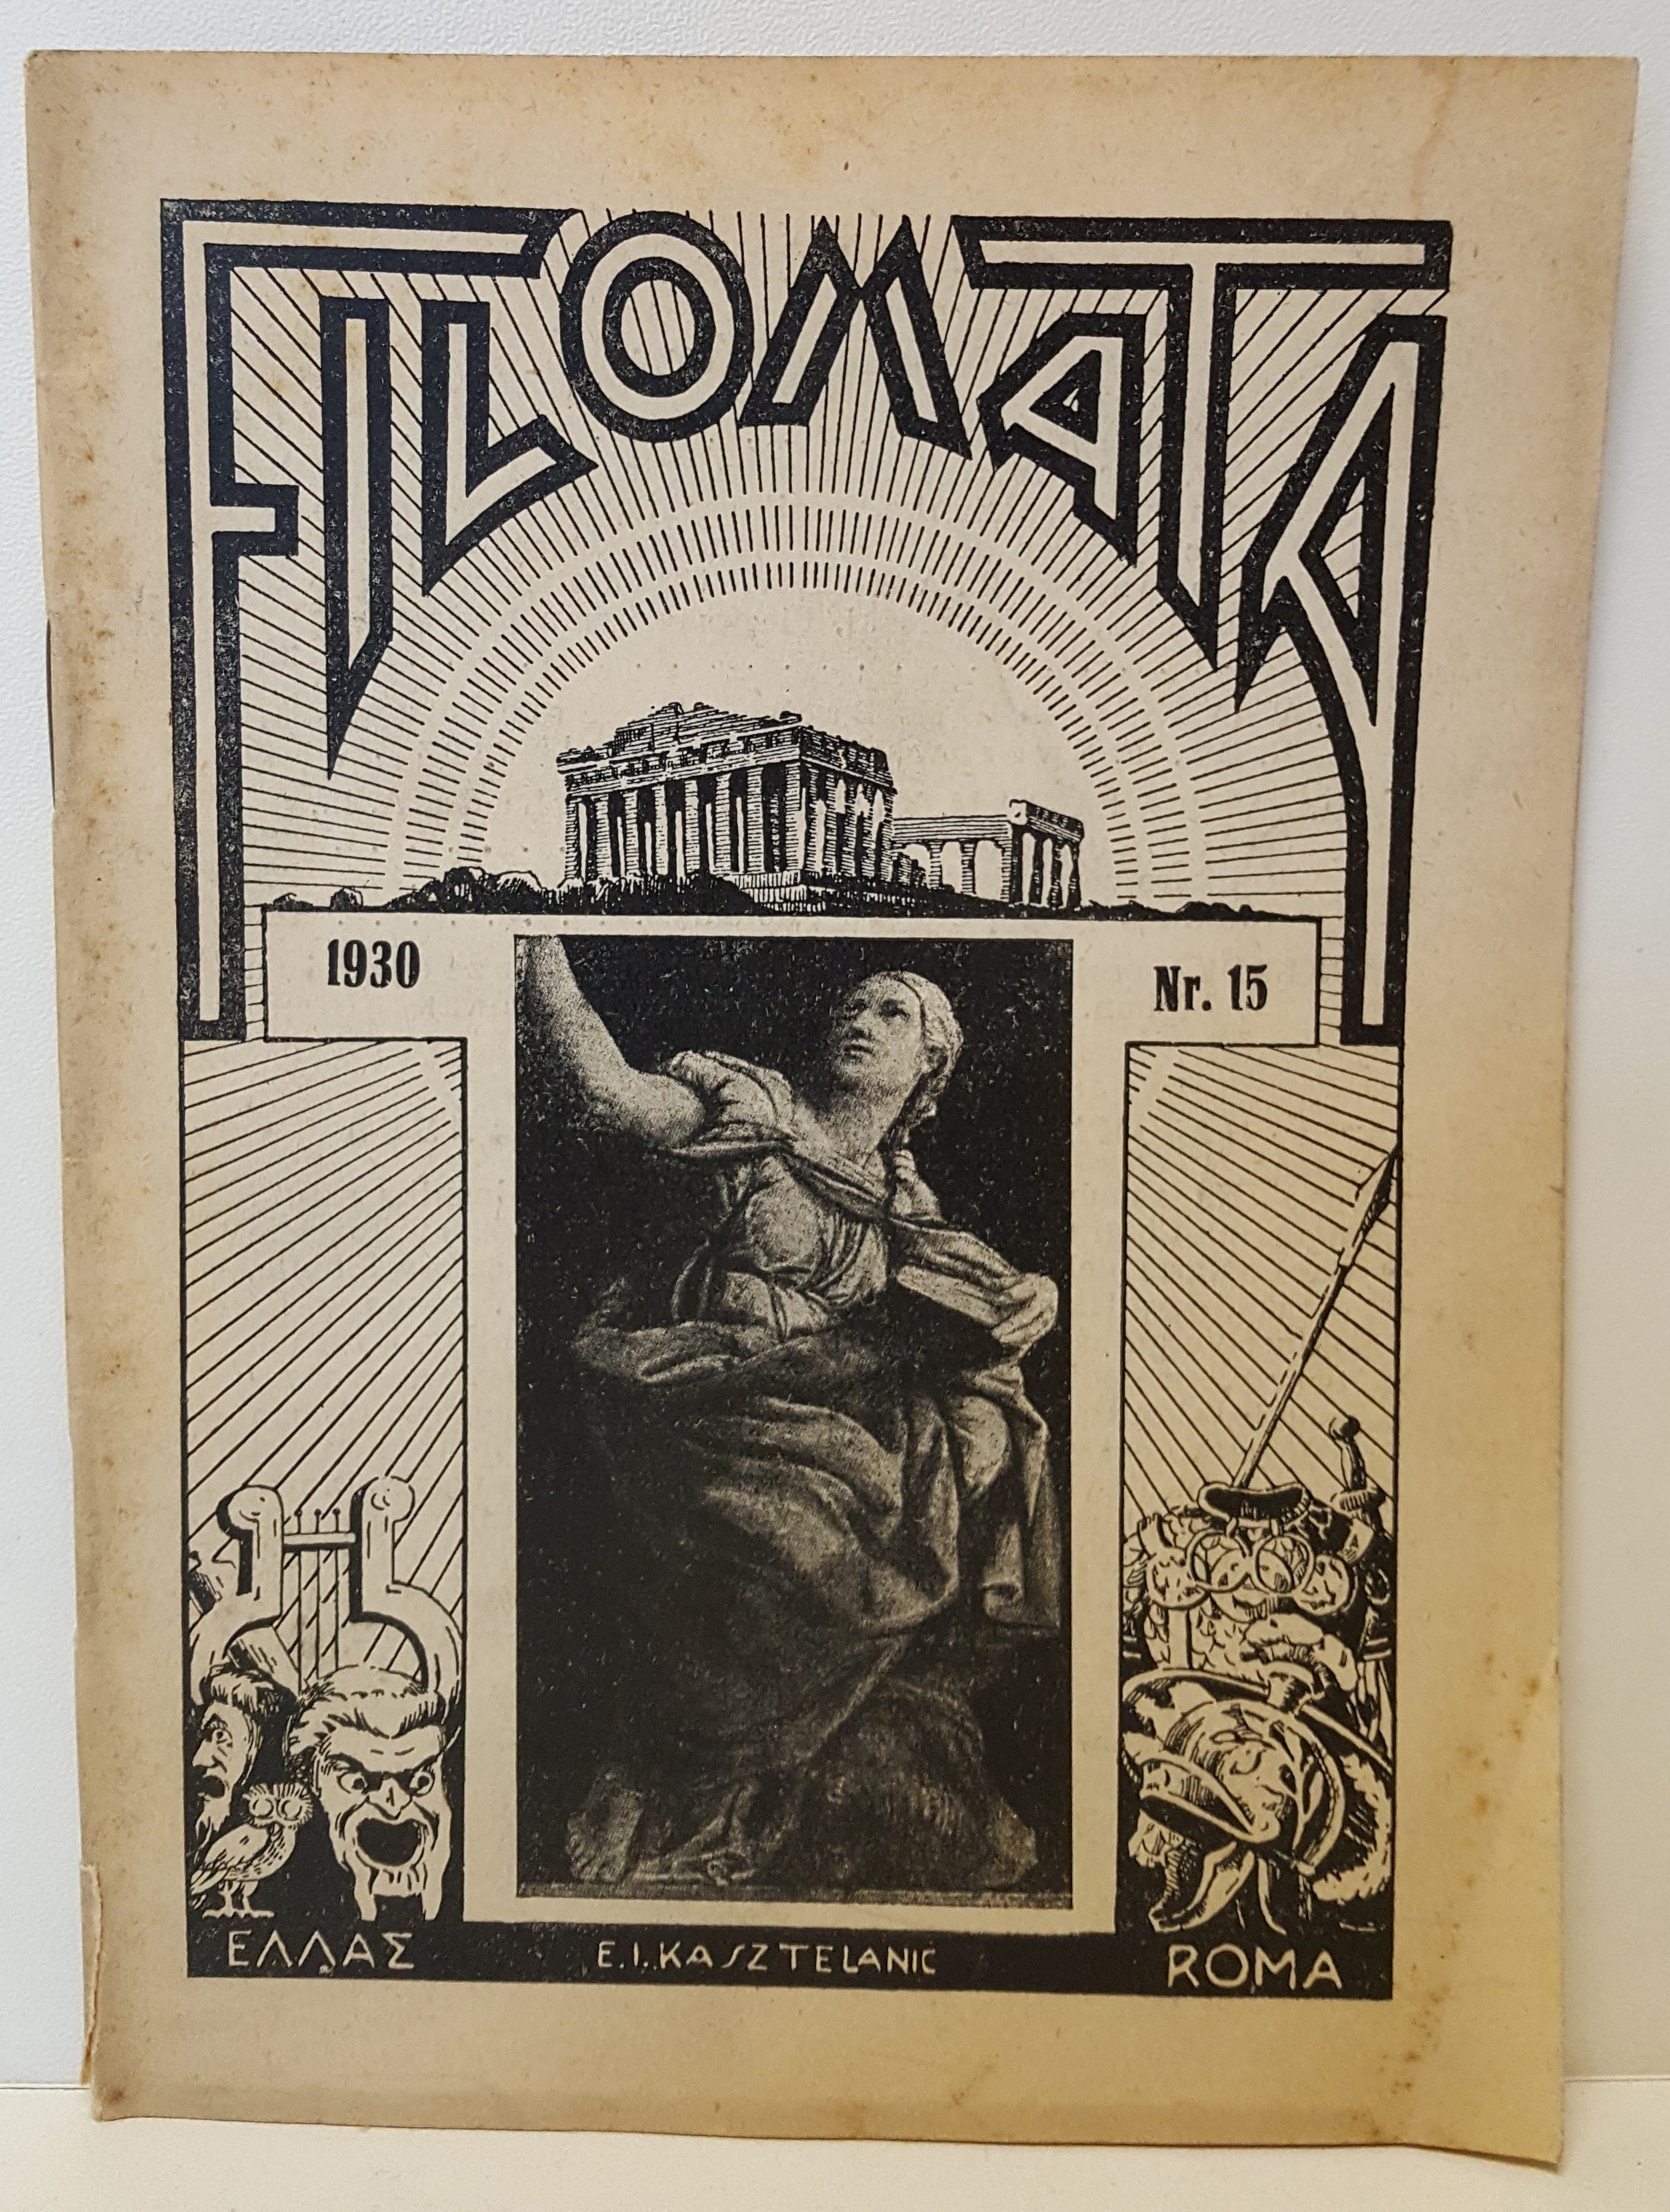 FILOMATA
1930
Nr. 15
ΕΛΛΑΣ
E.I.KASZTELANIC
ROMA